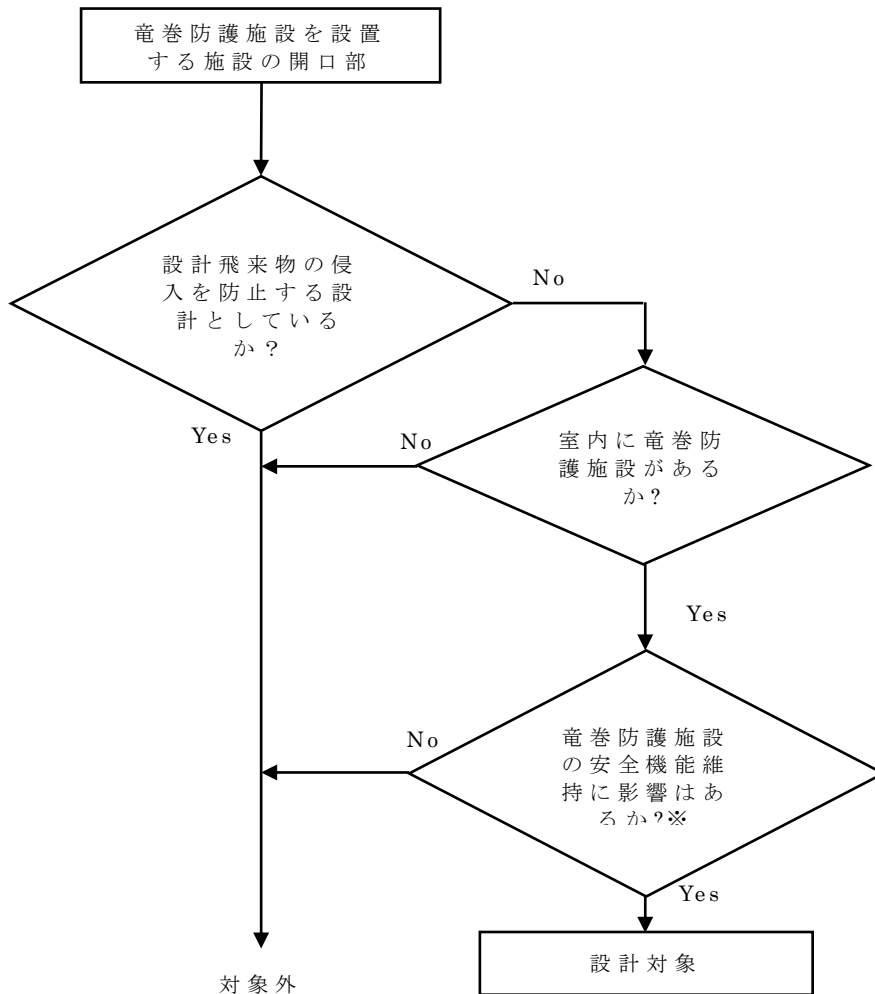 竜巻防護施設を設置
する施設の開口部
設計飛来物の侵
入を防止する設
計としている
か?
No
Yes
No
室内に竜巻防
護施設がある
か?
Yes
No
竜巻防護施設
の安全機能維
持に影響はあ
るか?※
Yes
設計対象
対象外